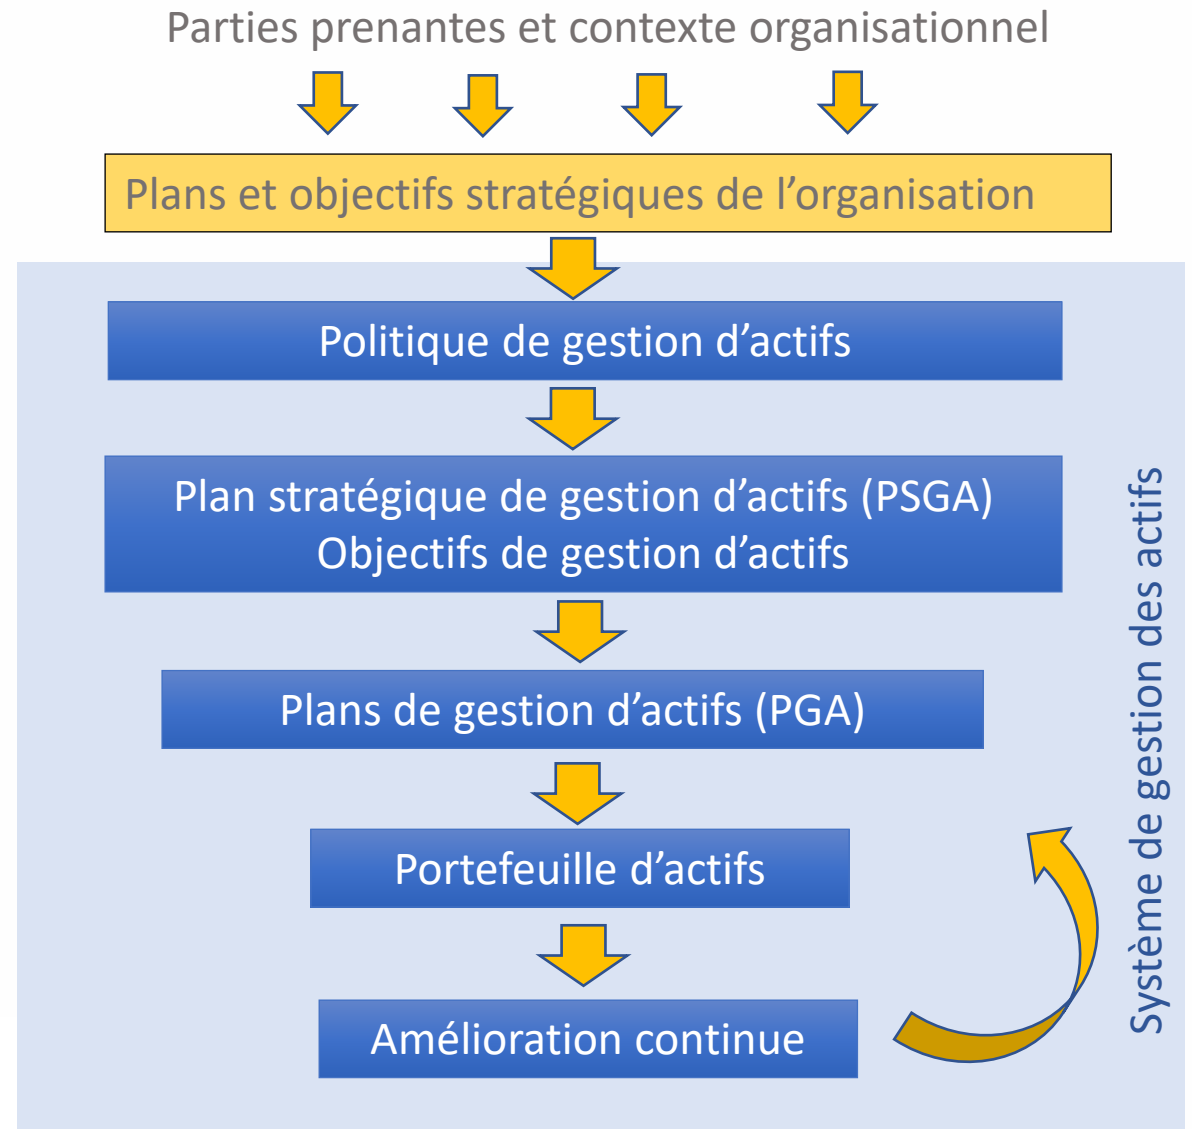 Parties prenantes et contexte organisationnel
Plans et objectifs stratégiques de l’organisation
Politique de gestion d’actifs
Plan stratégique de gestion d’actifs (PSGA)
Objectifs de gestion d’actifs
Plans de gestion d’actifs (PGA)
Portefeuille d’actifs
Amélioration continue
Système de gestion des actifs